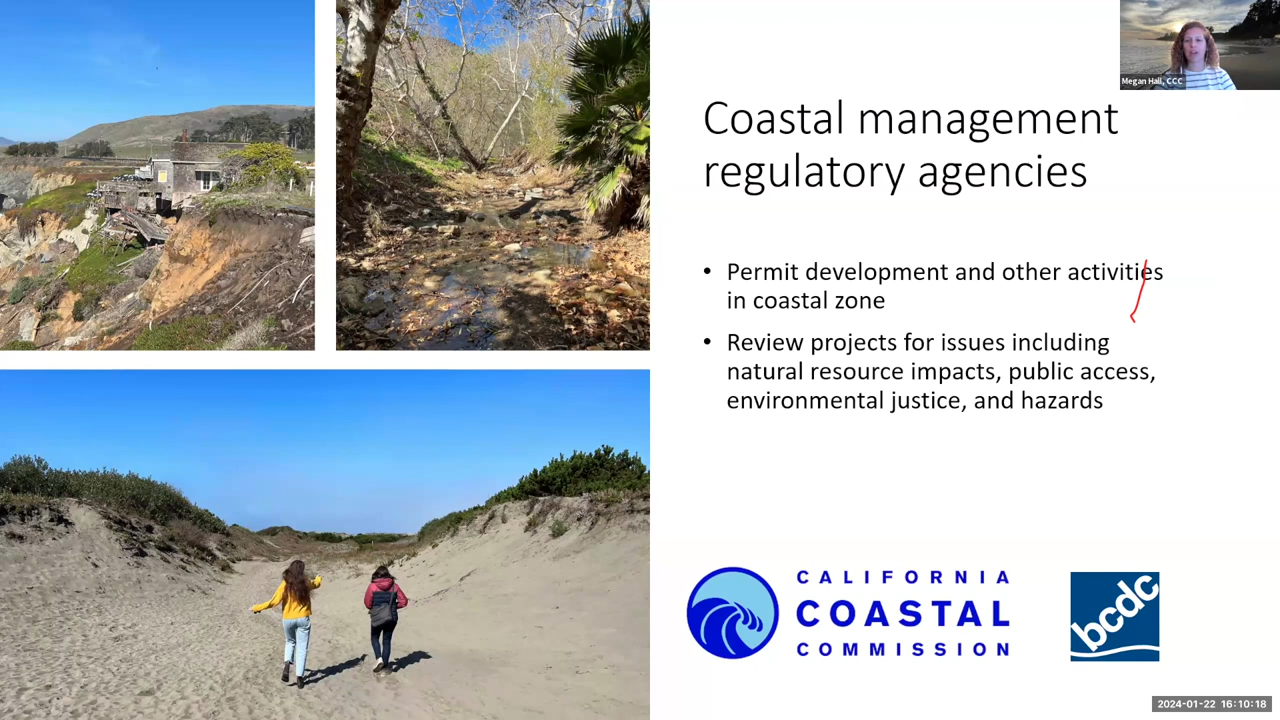 Megan Hall, CCC
Coastal management
regulatory agencies
• Permit development and other activities
in coastal zone
• Review projects for issues including
natural resource impacts, public access,
environmental justice, and hazards
CALIFORNIA
COASTAL
COMMISSION
bcdc
2024-01-22 16:10:18